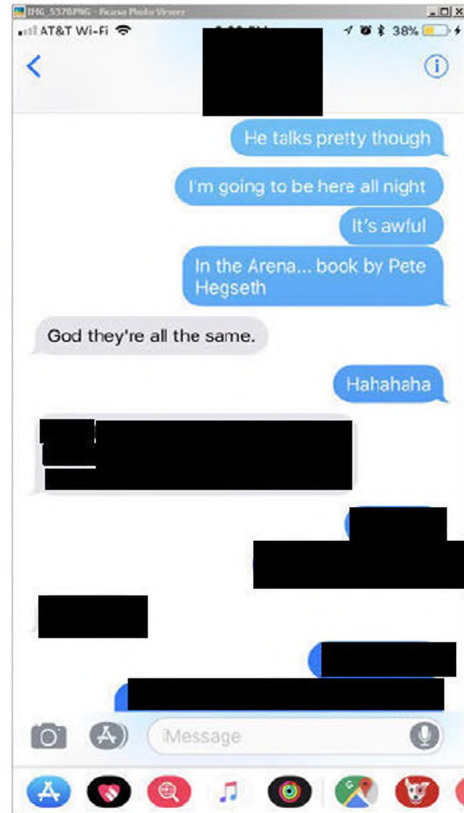 IMG_5370.PNG - Picasa Photo Viewer
AT&T Wi-Fi
38%
He talks pretty though
I'm going to be here all night
It's awful
In the Arena... book by Pete
Hegseth
God they're all the same.
Hahahaha
iMessage